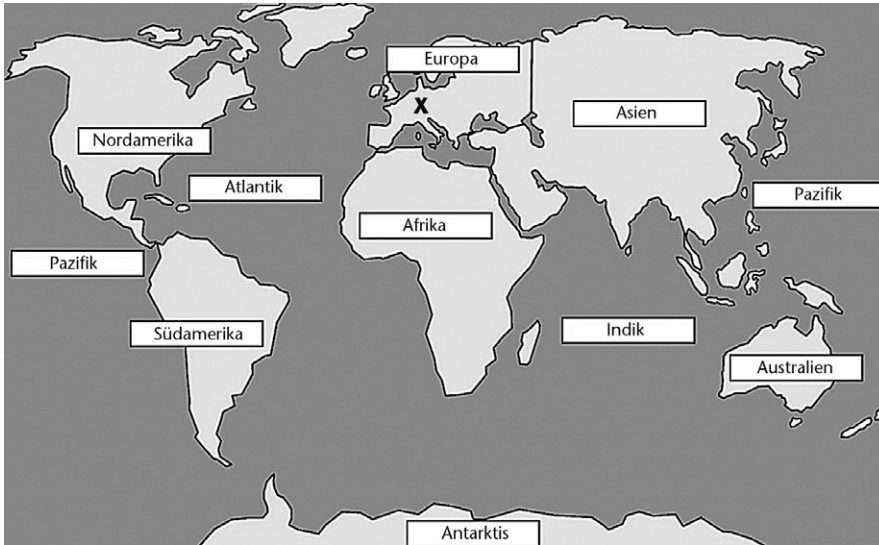 Europa
X
Asien
Nordamerika
Atlantik
Pazifik
Afrika
Pazifik
Südamerika
Indik
Australien
Antarktis